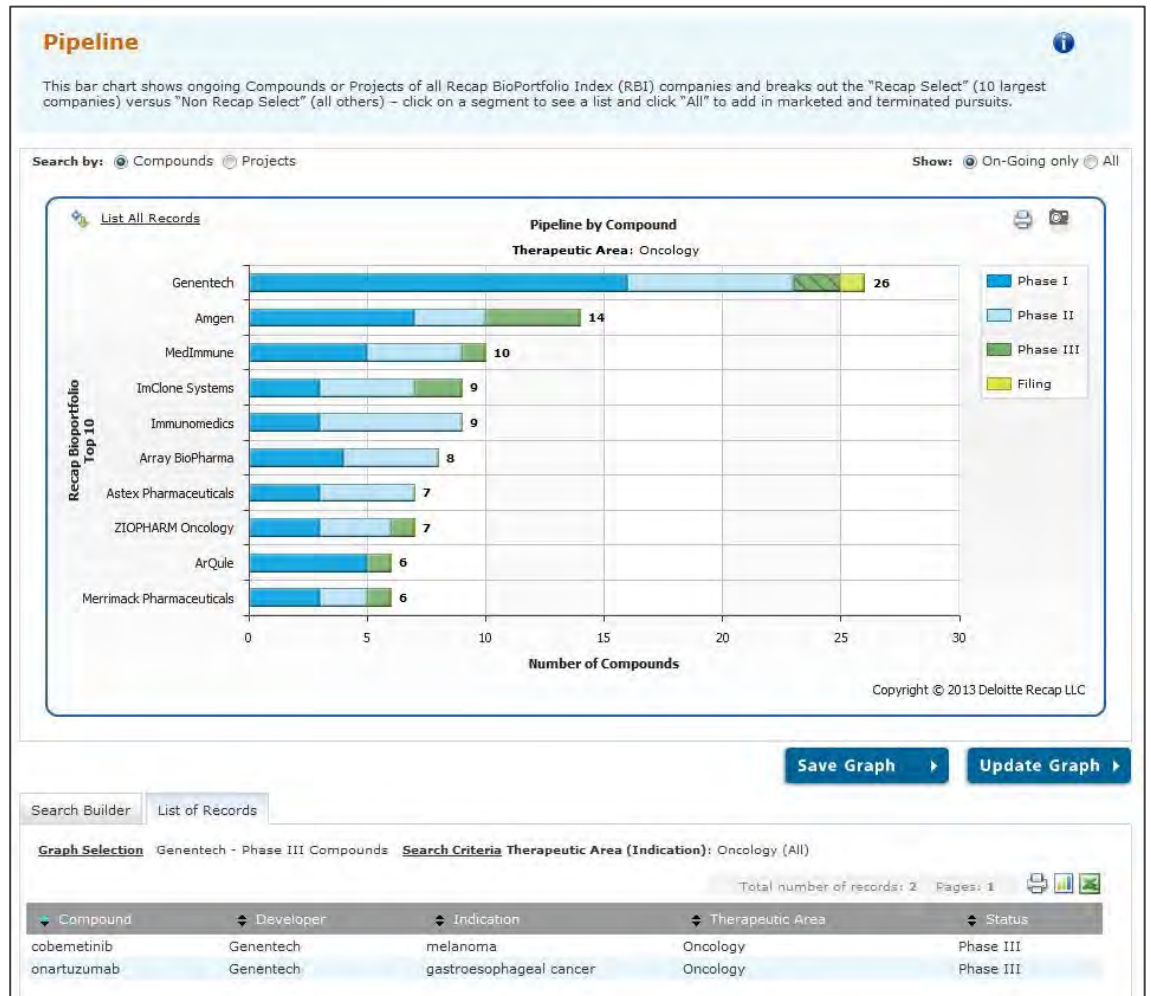 Pipeline
This bar chart shows ongoing Compounds or Projects of all Recap BioPortfolio Index (RBI) companies and breaks out the "Recap Select" (10 largest
companies) versus "Non Recap Select" (all others) – click on a segment to see a list and click "All" to add in marketed and terminated pursuits.
Search by: Compounds Projects Show: On-Going only All
List All Records
Pipeline by Compound
Therapeutic Area: Oncology
Recap Bioportfolio
Top 10
Genentech 26
Amgen 14
MedImmune 10
ImClone Systems 9
Immunomedics 9
Array BioPharma 8
Astex Pharmaceuticals 7
ZIOPHARM Oncology 7
ArQule 6
Merrimack Pharmaceuticals 6
Phase I
Phase II
Phase III
Filing
0 5 10 15 20 25 30
Number of Compounds
Copyright © 2013 Deloitte Recap LLC
Save Graph Update Graph
Search Builder List of Records
Graph Selection Genentech - Phase III Compounds Search Criteria Therapeutic Area (Indication): Oncology (All)
Total number of records: 2 Pages: 1
Compound Developer Indication Therapeutic Area Status
cobemetinib Genentech melanoma Oncology Phase III
onartuzumab Genentech gastroesophageal cancer Oncology Phase III